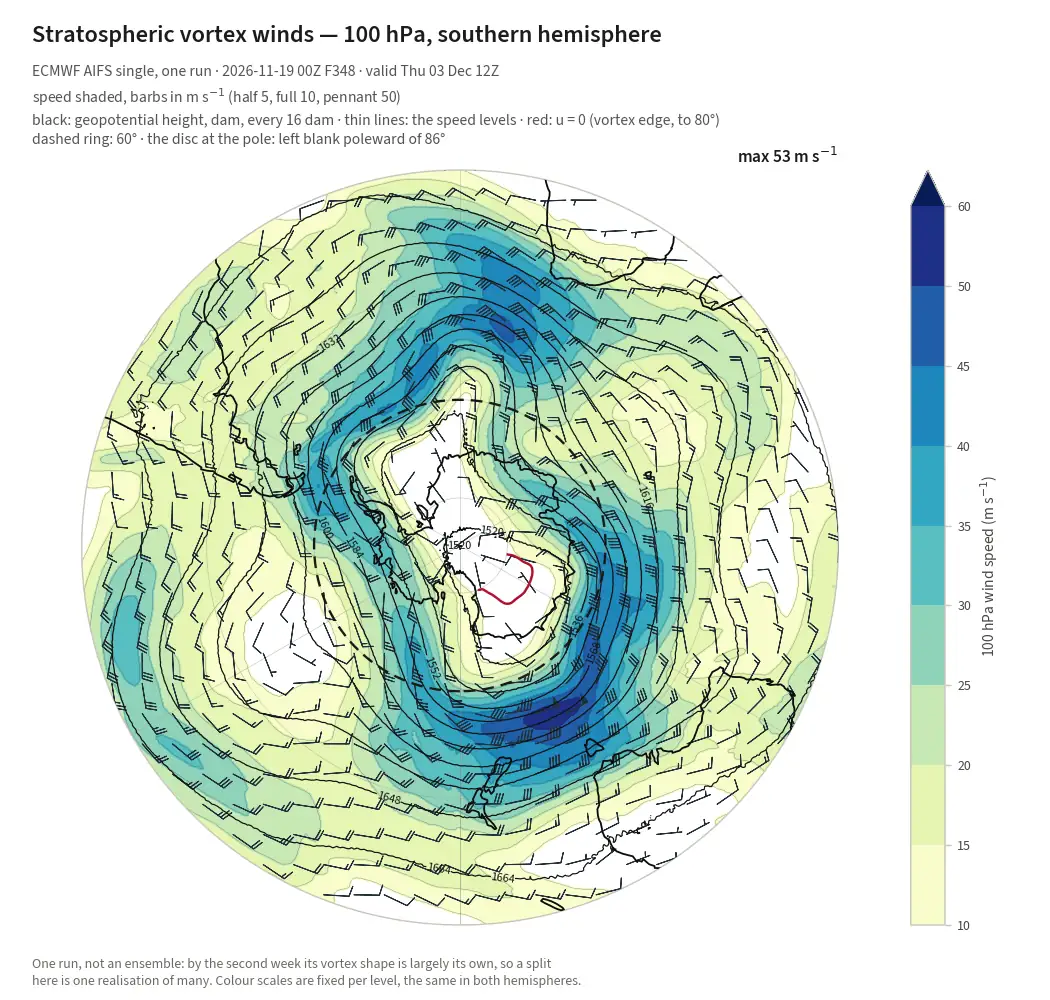 Stratospheric vortex winds — 100 hPa, southern hemisphere
ECMWF AIFS single, one run · 2026-11-19 00Z F348 · valid Thu 03 Dec 12Z
speed shaded, barbs in m s⁻¹ (half 5, full 10, pennant 50)
black: geopotential height, dam, every 16 dam · thin lines: the speed levels · red: u = 0 (vortex edge, to 80°)
dashed ring: 60° · the disc at the pole: left blank poleward of 86°
max 53 m s⁻¹
60
50
45
40
35
30
25
20
15
10
100 hPa wind speed (m s⁻¹)
1632
1616
1600
1584
1520
1520
1536
1568
1552
1648
1664
1664
One run, not an ensemble: by the second week its vortex shape is largely its own, so a split
here is one realisation of many. Colour scales are fixed per level, the same in both hemispheres.